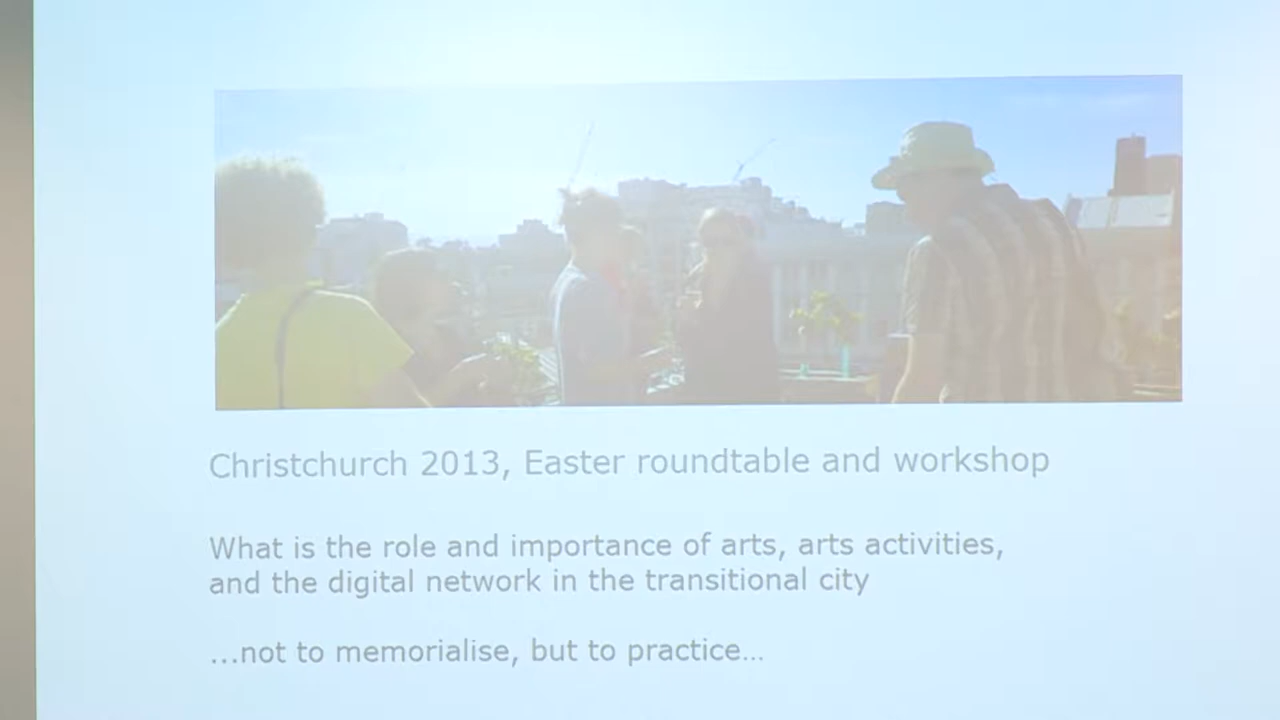 Christchurch 2013, Easter roundtable and workshop
What is the role and importance of arts, arts activities,
and the digital network in the transitional city
...not to memorialise, but to practice...